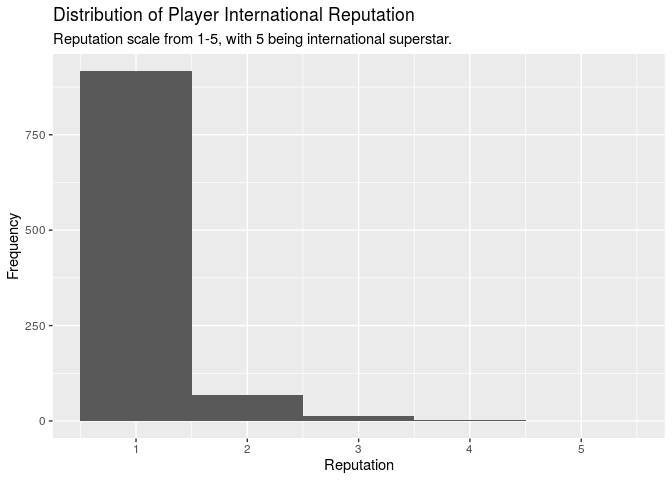 Distribution of Player International Reputation
Reputation scale from 1-5, with 5 being international superstar.
Frequency
750
500
250
0
1 2 3 4 5
Reputation